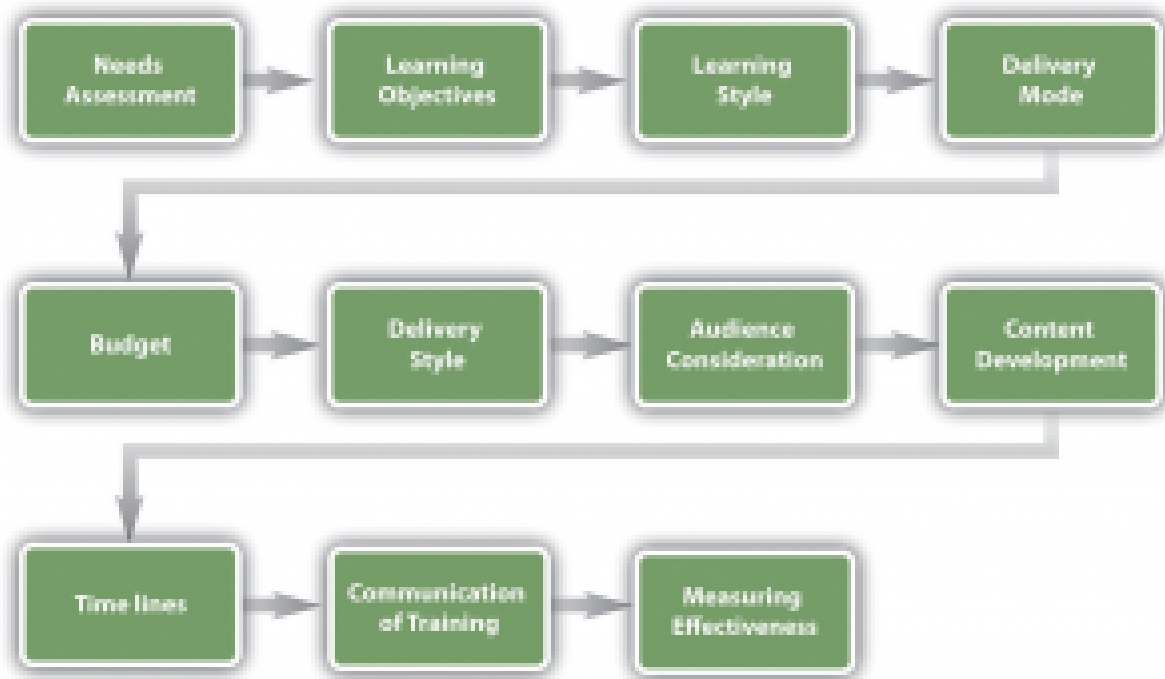 Needs
Assessment
Learning
Objectives
Learning
Style
Delivery
Mode
Budget
Delivery
Style
Audience
Consideration
Content
Development
Time lines
Communication
of Training
Measuring
Effectiveness